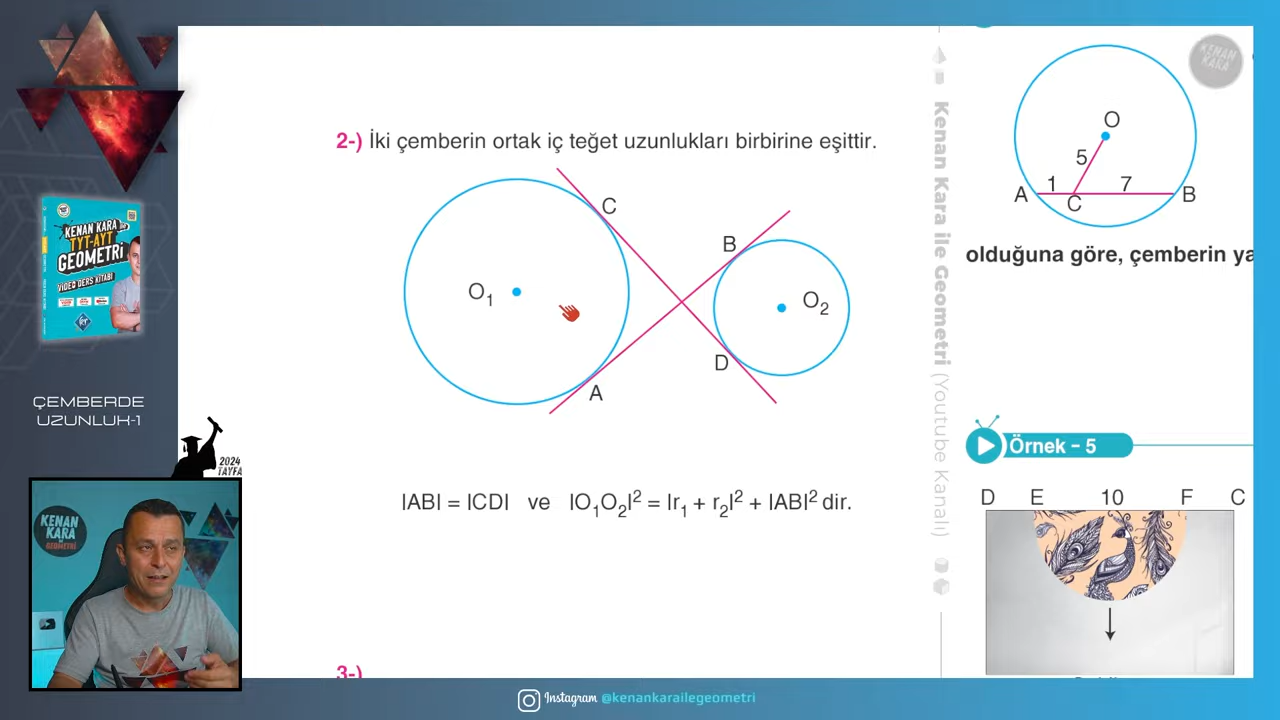 2-) İki çemberin ortak iç teğet uzunlukları birbirine eşittir.
C
B
O1
O2
D
A
|AB| = |CD| ve |O1O2|² = |r1 + r2|² + |AB|² dir.
3-)
Kenan Kara ile Geometri (Youtube Kanalı)
KENAN KARA
O
5
1
7
A
C
B
olduğuna göre, çemberin ya
Örnek - 5
D E 10 F C
KENAN KARA
TYT-AYT
GEOMETRİ
VİDEO DERS KİTABI
ÇEMBERDE
UZUNLUK-1
2024
TAYFA
KENAN
KARA
GEOMETRİ
Instagram @kenankarailegeometri